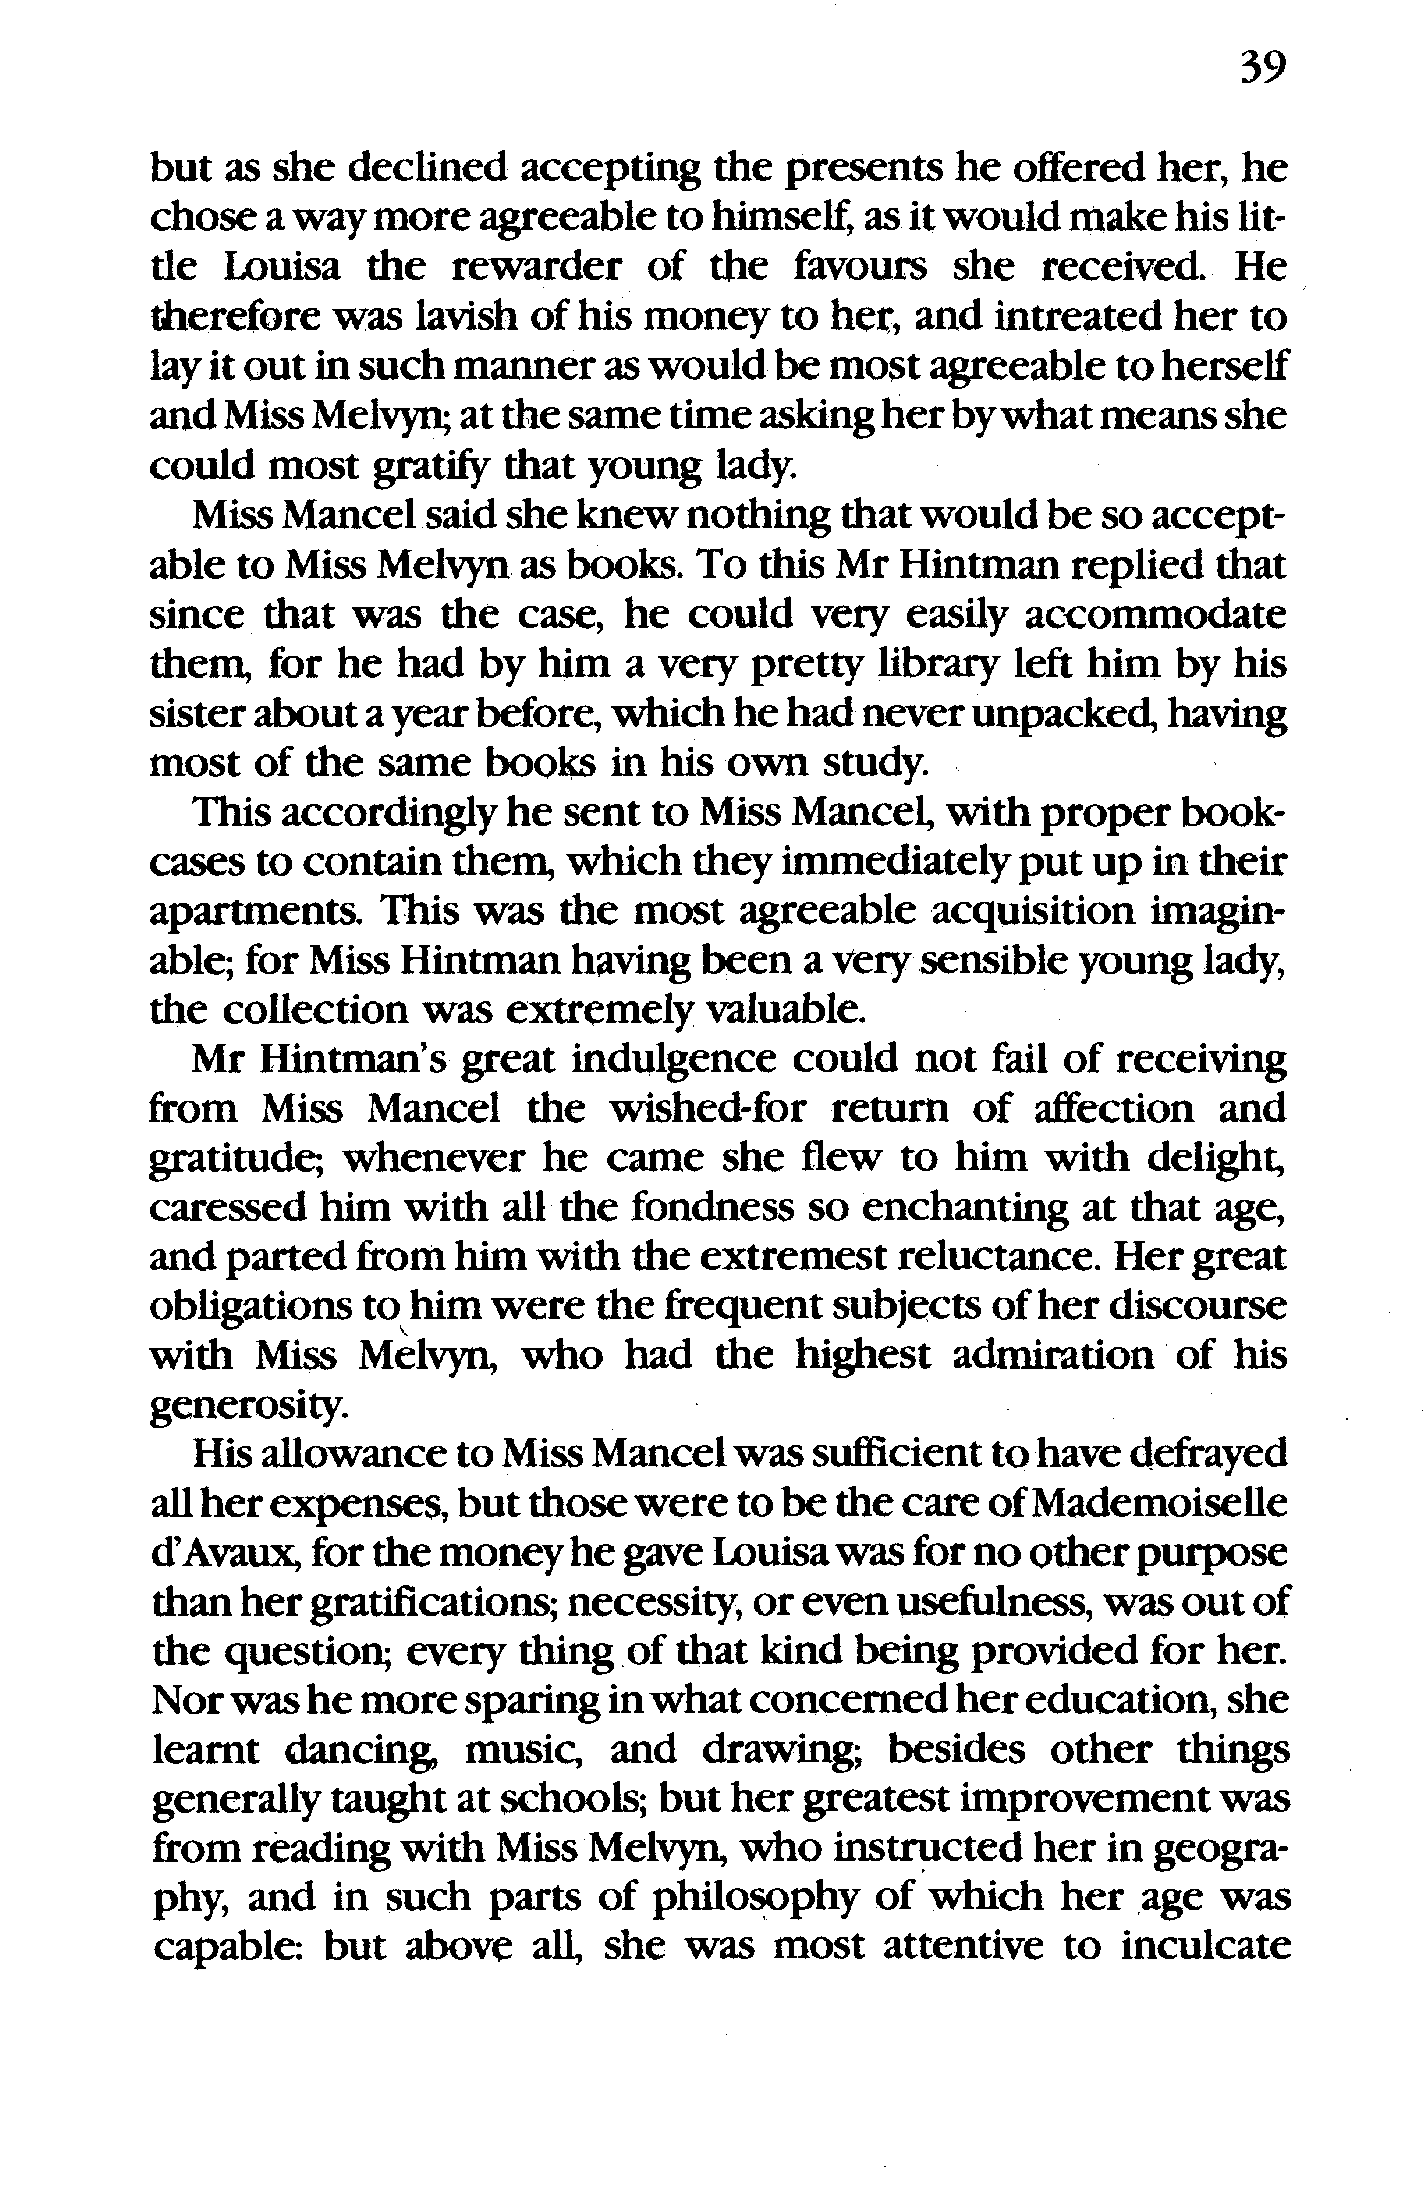 39
but as she declined accepting the presents he offered her, he
chose a way more agreeable to himself, as it would make his lit-
tle Louisa the rewarder of the favours she received. He
therefore was lavish of his money to her, and intreated her to
lay it out in such manner as would be most agreeable to herself
and Miss Melvyn; at the same time asking her by what means she
could most gratify that young lady.
Miss Mancel said she knew nothing that would be so accept-
able to Miss Melvyn as books. To this Mr Hintman replied that
since that was the case, he could very easily accommodate
them, for he had by him a very pretty library left him by his
sister about a year before, which he had never unpacked, having
most of the same books in his own study.
This accordingly he sent to Miss Mancel, with proper book-
cases to contain them, which they immediately put up in their
apartments. This was the most agreeable acquisition imagin-
able; for Miss Hintman having been a very sensible young lady,
the collection was extremely valuable.
Mr Hintman's great indulgence could not fail of receiving
from Miss Mancel the wished-for return of affection and
gratitude; whenever he came she flew to him with delight,
caressed him with all the fondness so enchanting at that age,
and parted from him with the extremest reluctance. Her great
obligations to him were the frequent subjects of her discourse
with Miss Melvyn, who had the highest admiration of his
generosity.
His allowance to Miss Mancel was sufficient to have defrayed
all her expenses, but those were to be the care of Mademoiselle
d'Avaux, for the money he gave Louisa was for no other purpose
than her gratifications; necessity, or even usefulness, was out of
the question; every thing of that kind being provided for her.
Nor was he more sparing in what concerned her education, she
learnt dancing, music, and drawing; besides other things
generally taught at schools; but her greatest improvement was
from reading with Miss Melvyn, who instructed her in geogra-
phy, and in such parts of philosophy of which her age was
capable: but above all, she was most attentive to inculcate